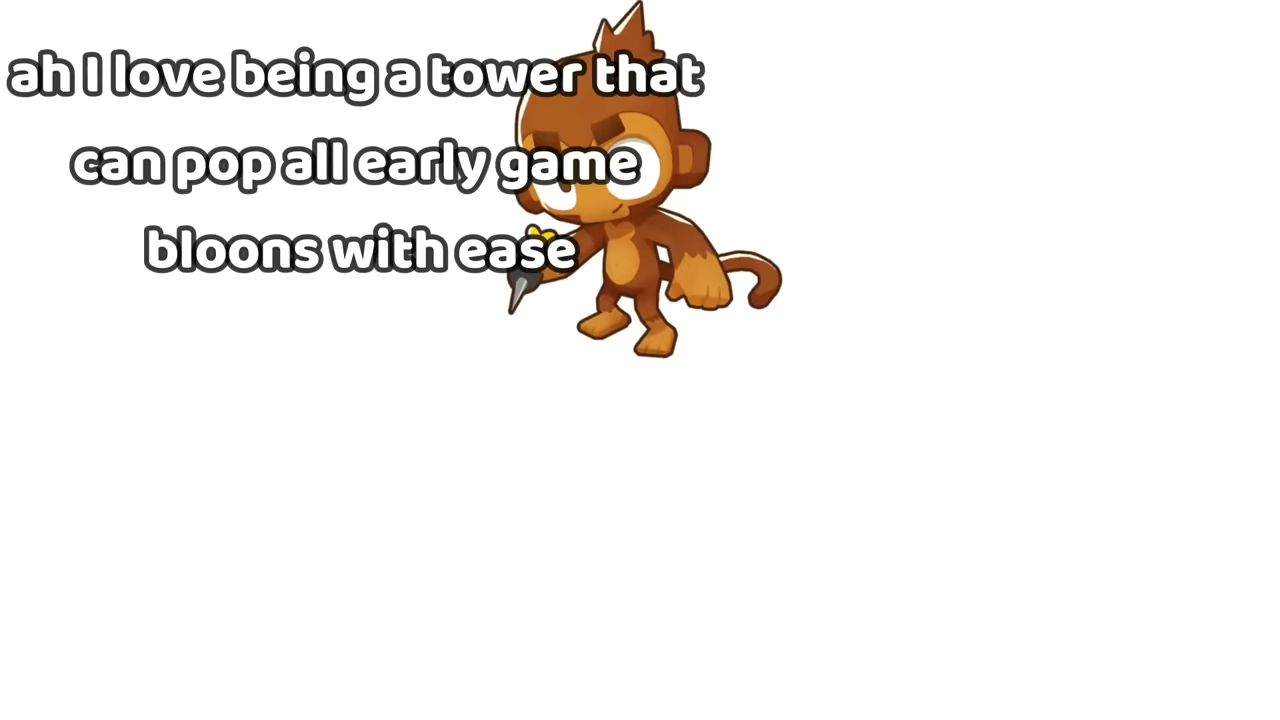 ah I love being a tower that
can pop all early game
bloons with ease